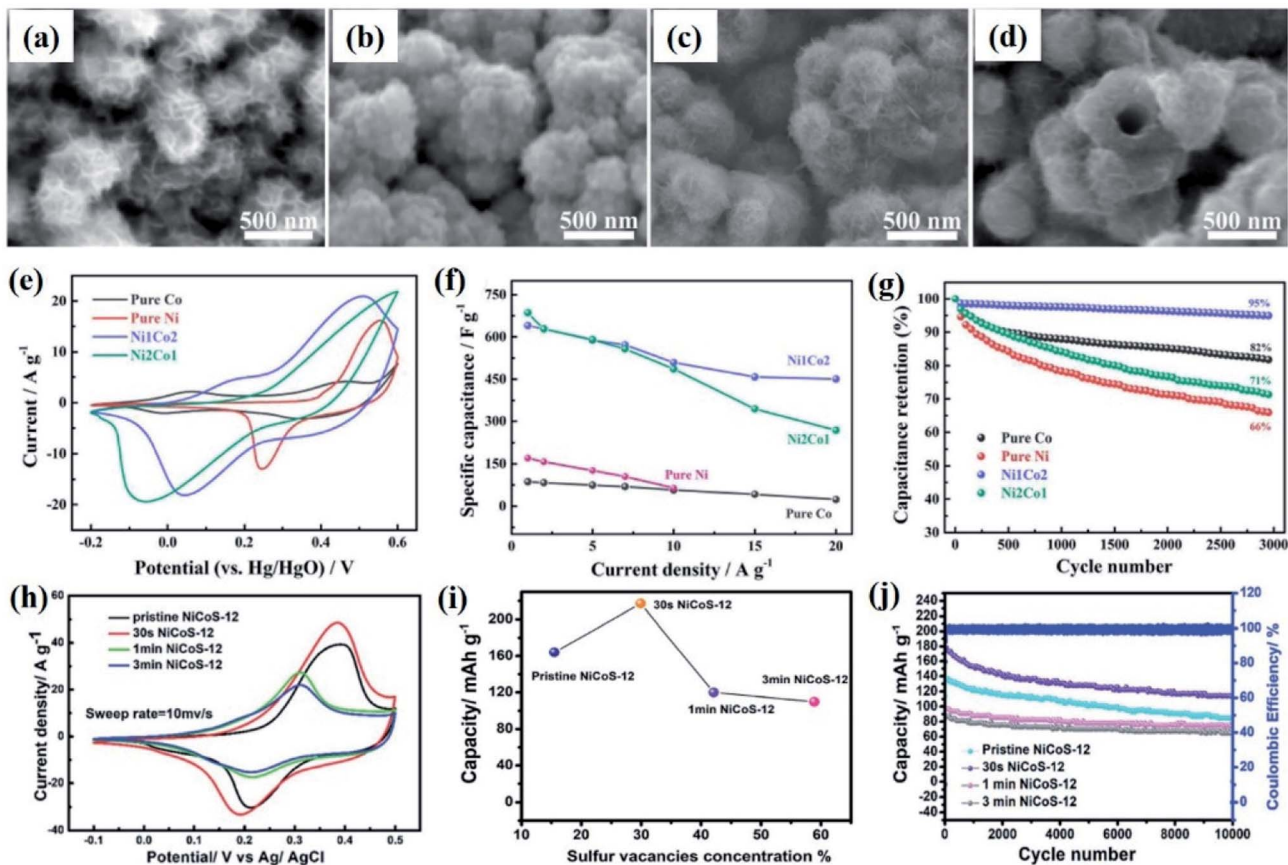 (a)
(b)
(c)
(d)
500 nm
500 nm
500 nm
500 nm
(e)
20
10
0
-10
-20
Current / A g⁻¹
Pure Co
Pure Ni
Ni1Co2
Ni2Co1
-0.2
0.0
0.2
0.4
0.6
Potential (vs. Hg/HgO) / V
(f)
750
600
450
300
150
0
Specific capacitance / F g⁻¹
Ni1Co2
Ni2Co1
Pure Ni
Pure Co
5
10
15
20
Current density / A g⁻¹
(g)
100
90
80
70
60
50
40
30
Capacitance retention (%)
95%
82%
71%
66%
Pure Co
Pure Ni
Ni1Co2
Ni2Co1
0
500
1000
1500
2000
2500
3000
Cycle number
(h)
60
40
20
0
-20
-40
Current density/ A g⁻¹
pristine NiCoS-12
30s NiCoS-12
1min NiCoS-12
3min NiCoS-12
Sweep rate=10mv/s
-0.1
0.0
0.1
0.2
0.3
0.4
0.5
Potential/ V vs Ag/ AgCl
(i)
200
160
120
80
40
0
Capacity/ mAh g⁻¹
30s NiCoS-12
Pristine NiCoS-12
1min NiCoS-12
3min NiCoS-12
10
20
30
40
50
60
Sulfur vacancies concentration %
(j)
240
220
200
180
160
140
120
100
80
60
40
20
0
-20
-40
Capacity/ mAh g⁻¹
Pristine NiCoS-12
30s NiCoS-12
1 min NiCoS-12
3 min NiCoS-12
120
100
80
60
40
20
0
Coulombic Efficiency/ %
0
2000
4000
6000
8000
10000
Cycle number